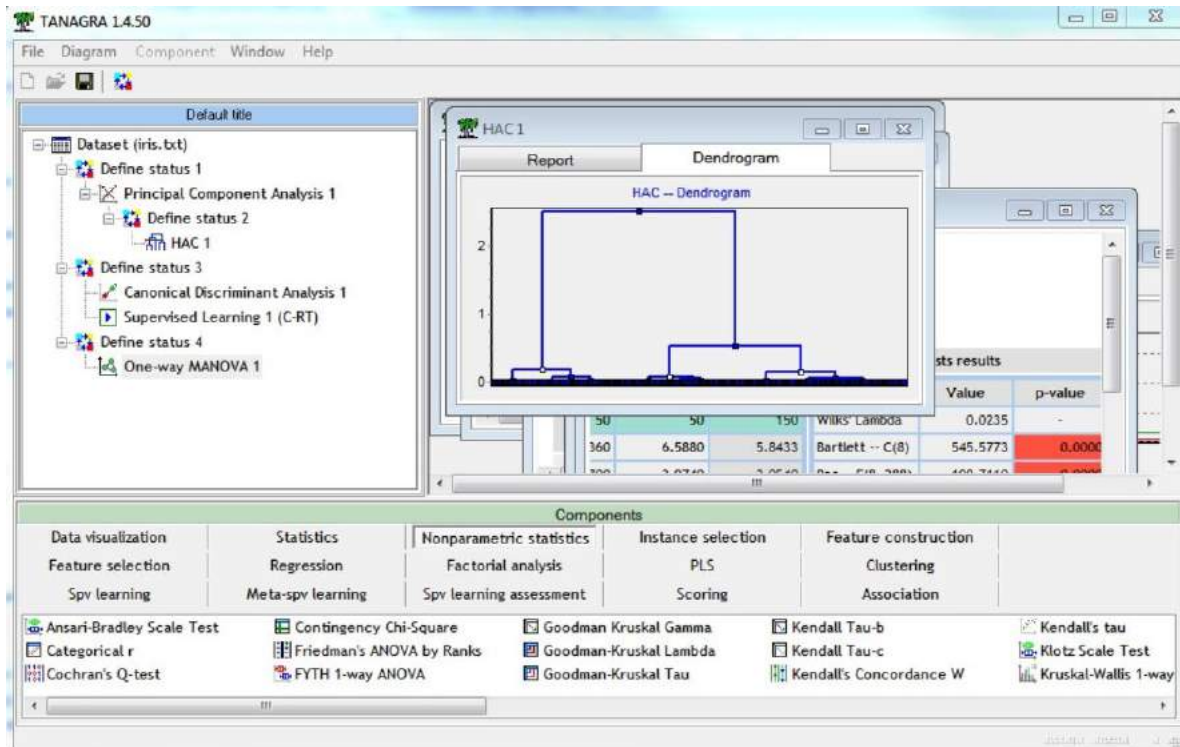 TANAGRA 1.4.50
File Diagram Component Window Help
Default title
Dataset (iris.txt)
Define status 1
Principal Component Analysis 1
Define status 2
HAC 1
Define status 3
Canonical Discriminant Analysis 1
Supervised Learning 1 (C-RT)
Define status 4
One-way MANOVA 1
HAC 1
Report Dendrogram
HAC -- Dendrogram
2
1
0
sts results
Value p-value
50 50 150 Wilks' Lambda 0.0235 -
360 6.5880 5.8433 Bartlett -- C(8) 545.5773 0.0000
Components
Data visualization Statistics Nonparametric statistics Instance selection Feature construction
Feature selection Regression Factorial analysis PLS Clustering
Spv learning Meta-spv learning Spv learning assessment Scoring Association
Ansari-Bradley Scale Test Contingency Chi-Square Goodman Kruskal Gamma Kendall Tau-b Kendall's tau
Categorical r Friedman's ANOVA by Ranks Goodman-Kruskal Lambda Kendall Tau-c Klotz Scale Test
Cochran's Q-test FYTH 1-way ANOVA Goodman-Kruskal Tau Kendall's Concordance W Kruskal-Wallis 1-way